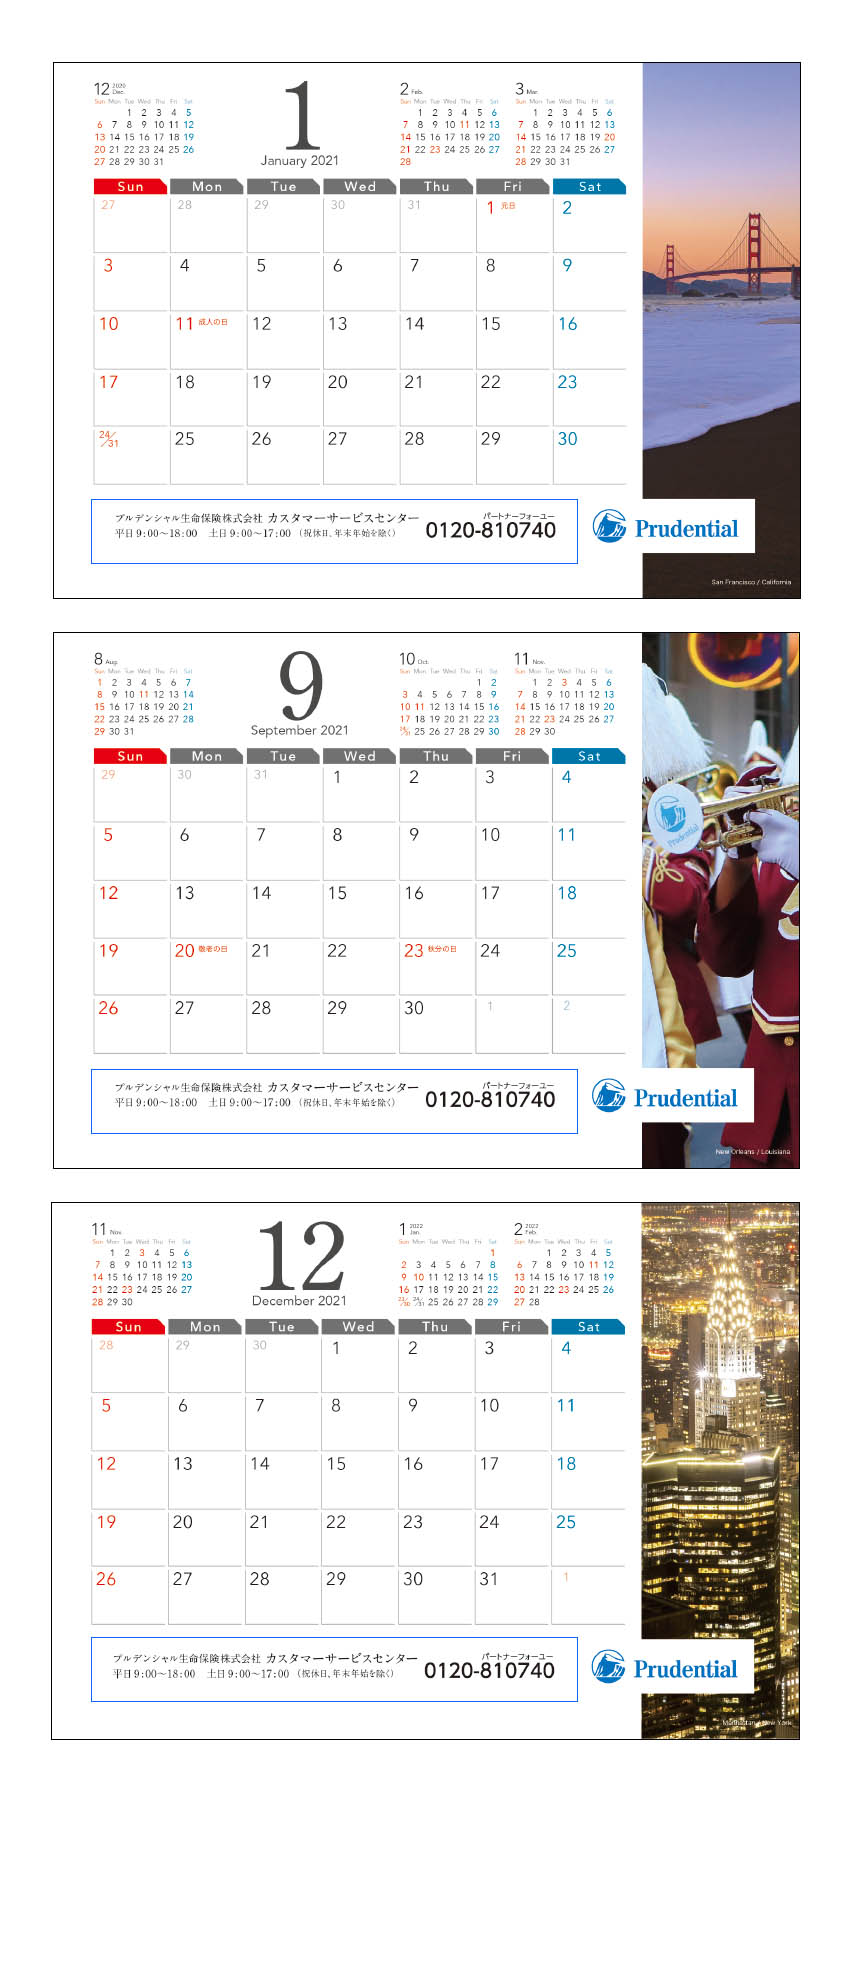 12 2020 Dec.
Sun Mon Tue Wed Thu Fri Sat
1 2 3 4 5
6 7 8 9 10 11 12
13 14 15 16 17 18 19
20 21 22 23 24 25 26
27 28 29 30 31
1
January 2021
2 Feb.
Sun Mon Tue Wed Thu Fri Sat
1 2 3 4 5 6
7 8 9 10 11 12 13
14 15 16 17 18 19 20
21 22 23 24 25 26 27
28
3 Mar.
Sun Mon Tue Wed Thu Fri Sat
1 2 3 4 5 6
7 8 9 10 11 12 13
14 15 16 17 18 19 20
21 22 23 24 25 26 27
28 29 30 31
Sun Mon Tue Wed Thu Fri Sat
27 28 29 30 31 1 元日 2
3 4 5 6 7 8 9
10 11 成人の日 12 13 14 15 16
17 18 19 20 21 22 23
24/31 25 26 27 28 29 30
プルデンシャル生命保険株式会社 カスタマーサービスセンター
平日9:00〜18:00 土日9:00〜17:00 (祝休日、年末年始を除く)
パートナーフォーユー
0120-810740
Prudential
San Francisco / California
8 Aug.
Sun Mon Tue Wed Thu Fri Sat
1 2 3 4 5 6 7
8 9 10 11 12 13 14
15 16 17 18 19 20 21
22 23 24 25 26 27 28
29 30 31
9
September 2021
10 Oct.
Sun Mon Tue Wed Thu Fri Sat
1 2
3 4 5 6 7 8 9
10 11 12 13 14 15 16
17 18 19 20 21 22 23
24/31 25 26 27 28 29 30
11 Nov.
Sun Mon Tue Wed Thu Fri Sat
1 2 3 4 5 6
7 8 9 10 11 12 13
14 15 16 17 18 19 20
21 22 23 24 25 26 27
28 29 30
Sun Mon Tue Wed Thu Fri Sat
29 30 31 1 2 3 4
5 6 7 8 9 10 11
12 13 14 15 16 17 18
19 20 敬老の日 21 22 23 秋分の日 24 25
26 27 28 29 30 1 2
Prudential
プルデンシャル生命保険株式会社 カスタマーサービスセンター
平日9:00〜18:00 土日9:00〜17:00 (祝休日、年末年始を除く)
パートナーフォーユー
0120-810740
Prudential
New Orleans / Louisiana
11 Nov.
Sun Mon Tue Wed Thu Fri Sat
1 2 3 4 5 6
7 8 9 10 11 12 13
14 15 16 17 18 19 20
21 22 23 24 25 26 27
28 29 30
12
December 2021
1 2022 Jan.
Sun Mon Tue Wed Thu Fri Sat
1
2 3 4 5 6 7 8
9 10 11 12 13 14 15
16 17 18 19 20 21 22
23/30 24/31 25 26 27 28 29
2 2022 Feb.
Sun Mon Tue Wed Thu Fri Sat
1 2 3 4 5
6 7 8 9 10 11 12
13 14 15 16 17 18 19
20 21 22 23 24 25 26
27 28
Sun Mon Tue Wed Thu Fri Sat
28 29 30 1 2 3 4
5 6 7 8 9 10 11
12 13 14 15 16 17 18
19 20 21 22 23 24 25
26 27 28 29 30 31 1
プルデンシャル生命保険株式会社 カスタマーサービスセンター
平日9:00〜18:00 土日9:00〜17:00 (祝休日、年末年始を除く)
パートナーフォーユー
0120-810740
Prudential
Manhattan / New York